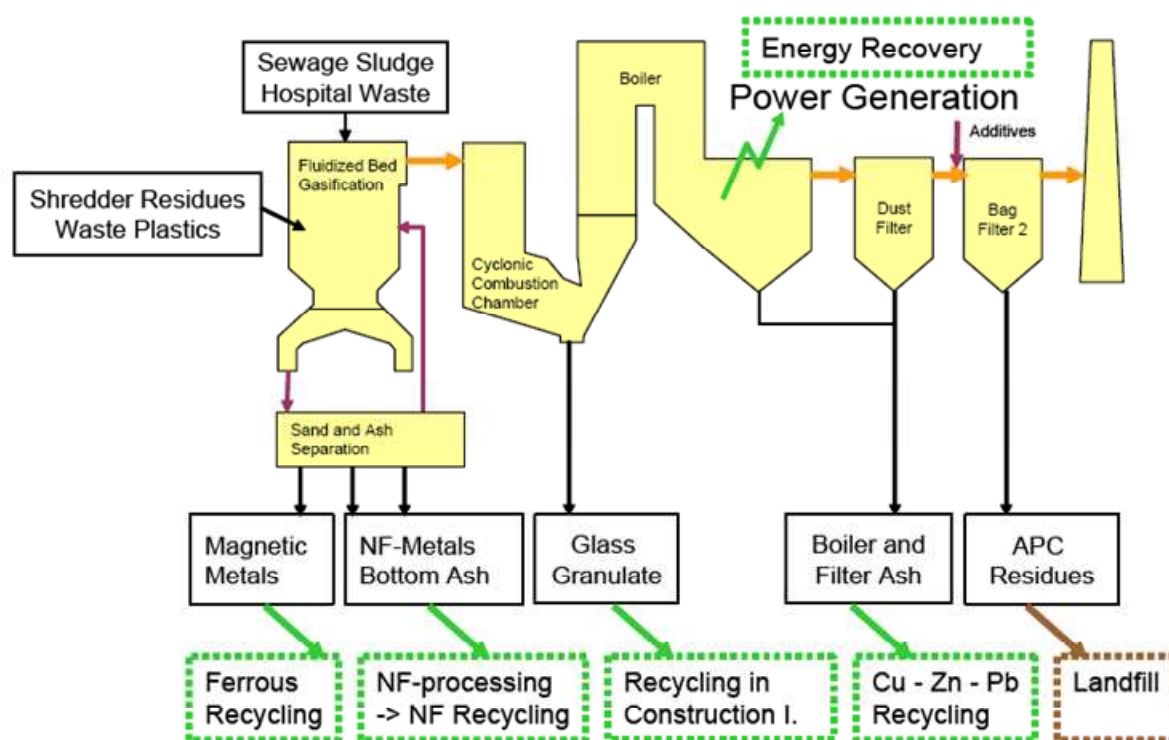 Energy Recovery
Power Generation
Sewage Sludge
Hospital Waste
Boiler
Additives
Fluidized Bed
Gasification
Shredder Residues
Waste Plastics
Dust
Filter
Bag
Filter 2
Cyclonic
Combustion
Chamber
Sand and Ash
Separation
Magnetic
Metals
NF-Metals
Bottom Ash
Glass
Granulate
Boiler and
Filter Ash
APC
Residues
Ferrous
Recycling
NF-processing
-> NF Recycling
Recycling in
Construction I.
Cu - Zn - Pb
Recycling
Landfill